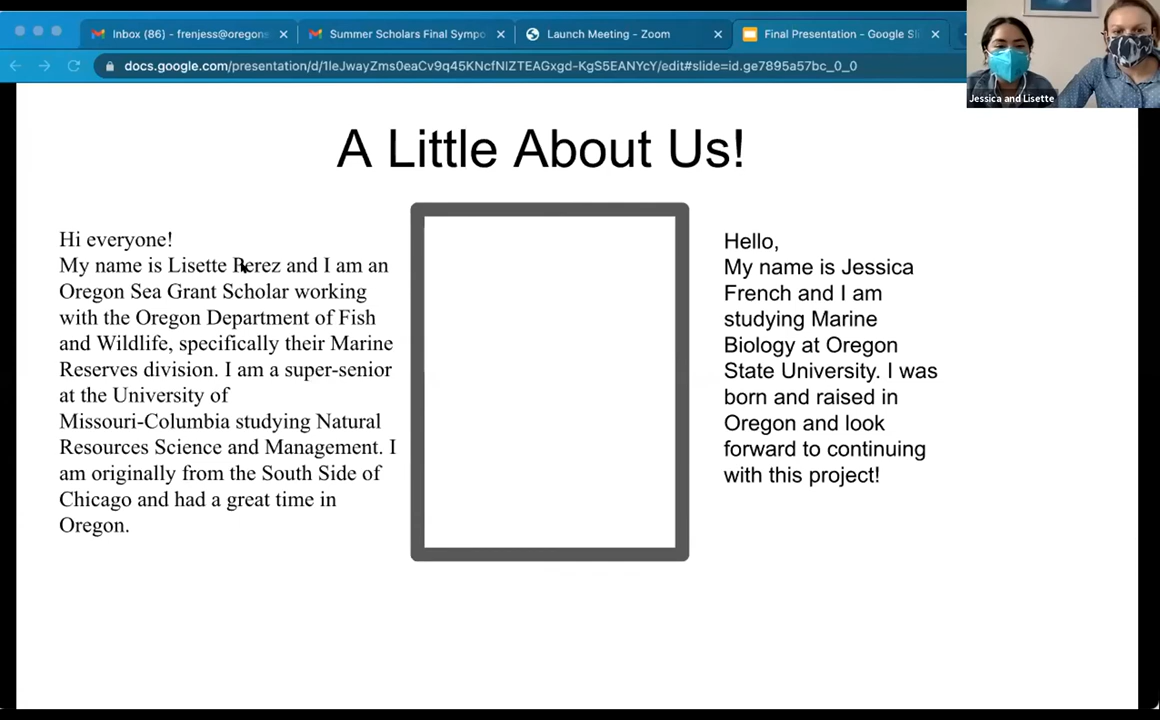 Inbox (86) - frenjess@oregons
Summer Scholars Final Sympo
Launch Meeting - Zoom
Final Presentation - Google Sli
docs.google.com/presentation/d/1leJwayZms0eaCv9q45KNcfNlZTEAGxgd-KgS5EANYcY/edit#slide=id.ge7895a57bc_0_0
Jessica and Lisette
A Little About Us!
Hi everyone!
My name is Lisette Perez and I am an
Oregon Sea Grant Scholar working
with the Oregon Department of Fish
and Wildlife, specifically their Marine
Reserves division. I am a super-senior
at the University of
Missouri-Columbia studying Natural
Resources Science and Management. I
am originally from the South Side of
Chicago and had a great time in
Oregon.
Hello,
My name is Jessica
French and I am
studying Marine
Biology at Oregon
State University. I was
born and raised in
Oregon and look
forward to continuing
with this project!